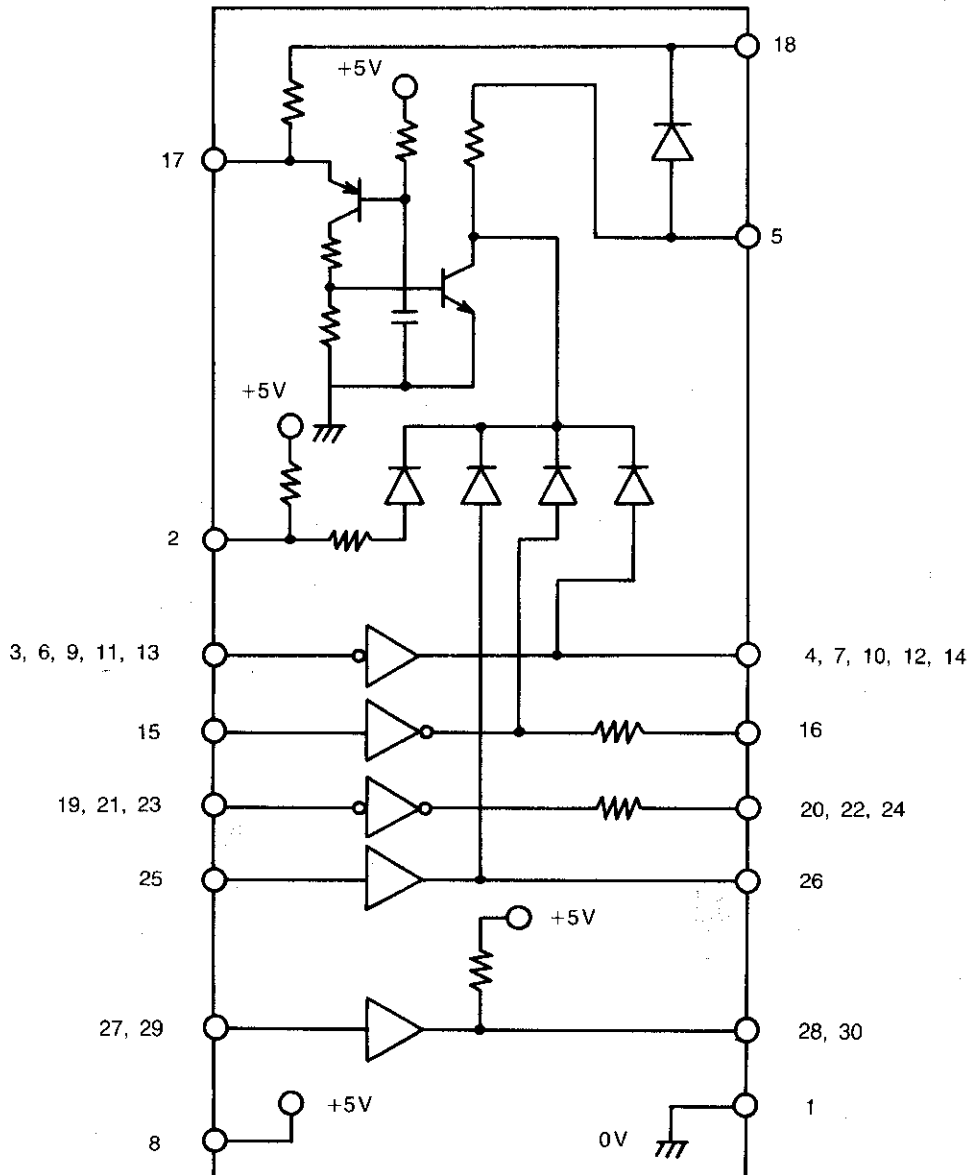 18
+5V
17
5
+5V
2
3, 6, 9, 11, 13
4, 7, 10, 12, 14
15
16
19, 21, 23
20, 22, 24
25
26
+5V
27, 29
28, 30
+5V
1
8
0V